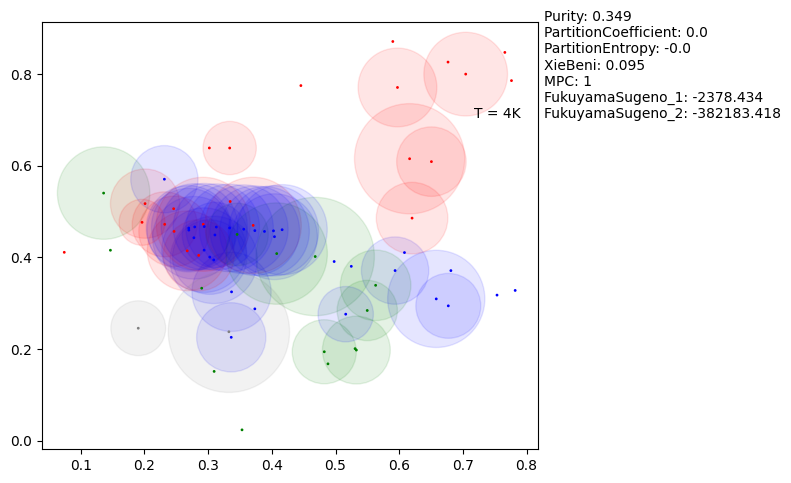 Purity: 0.349
PartitionCoefficient: 0.0
PartitionEntropy: -0.0
XieBeni: 0.095
MPC: 1
FukuyamaSugeno_1: -2378.434
FukuyamaSugeno_2: -382183.418
T = 4K
0.8
0.6
0.4
0.2
0.0
0.1 0.2 0.3 0.4 0.5 0.6 0.7 0.8